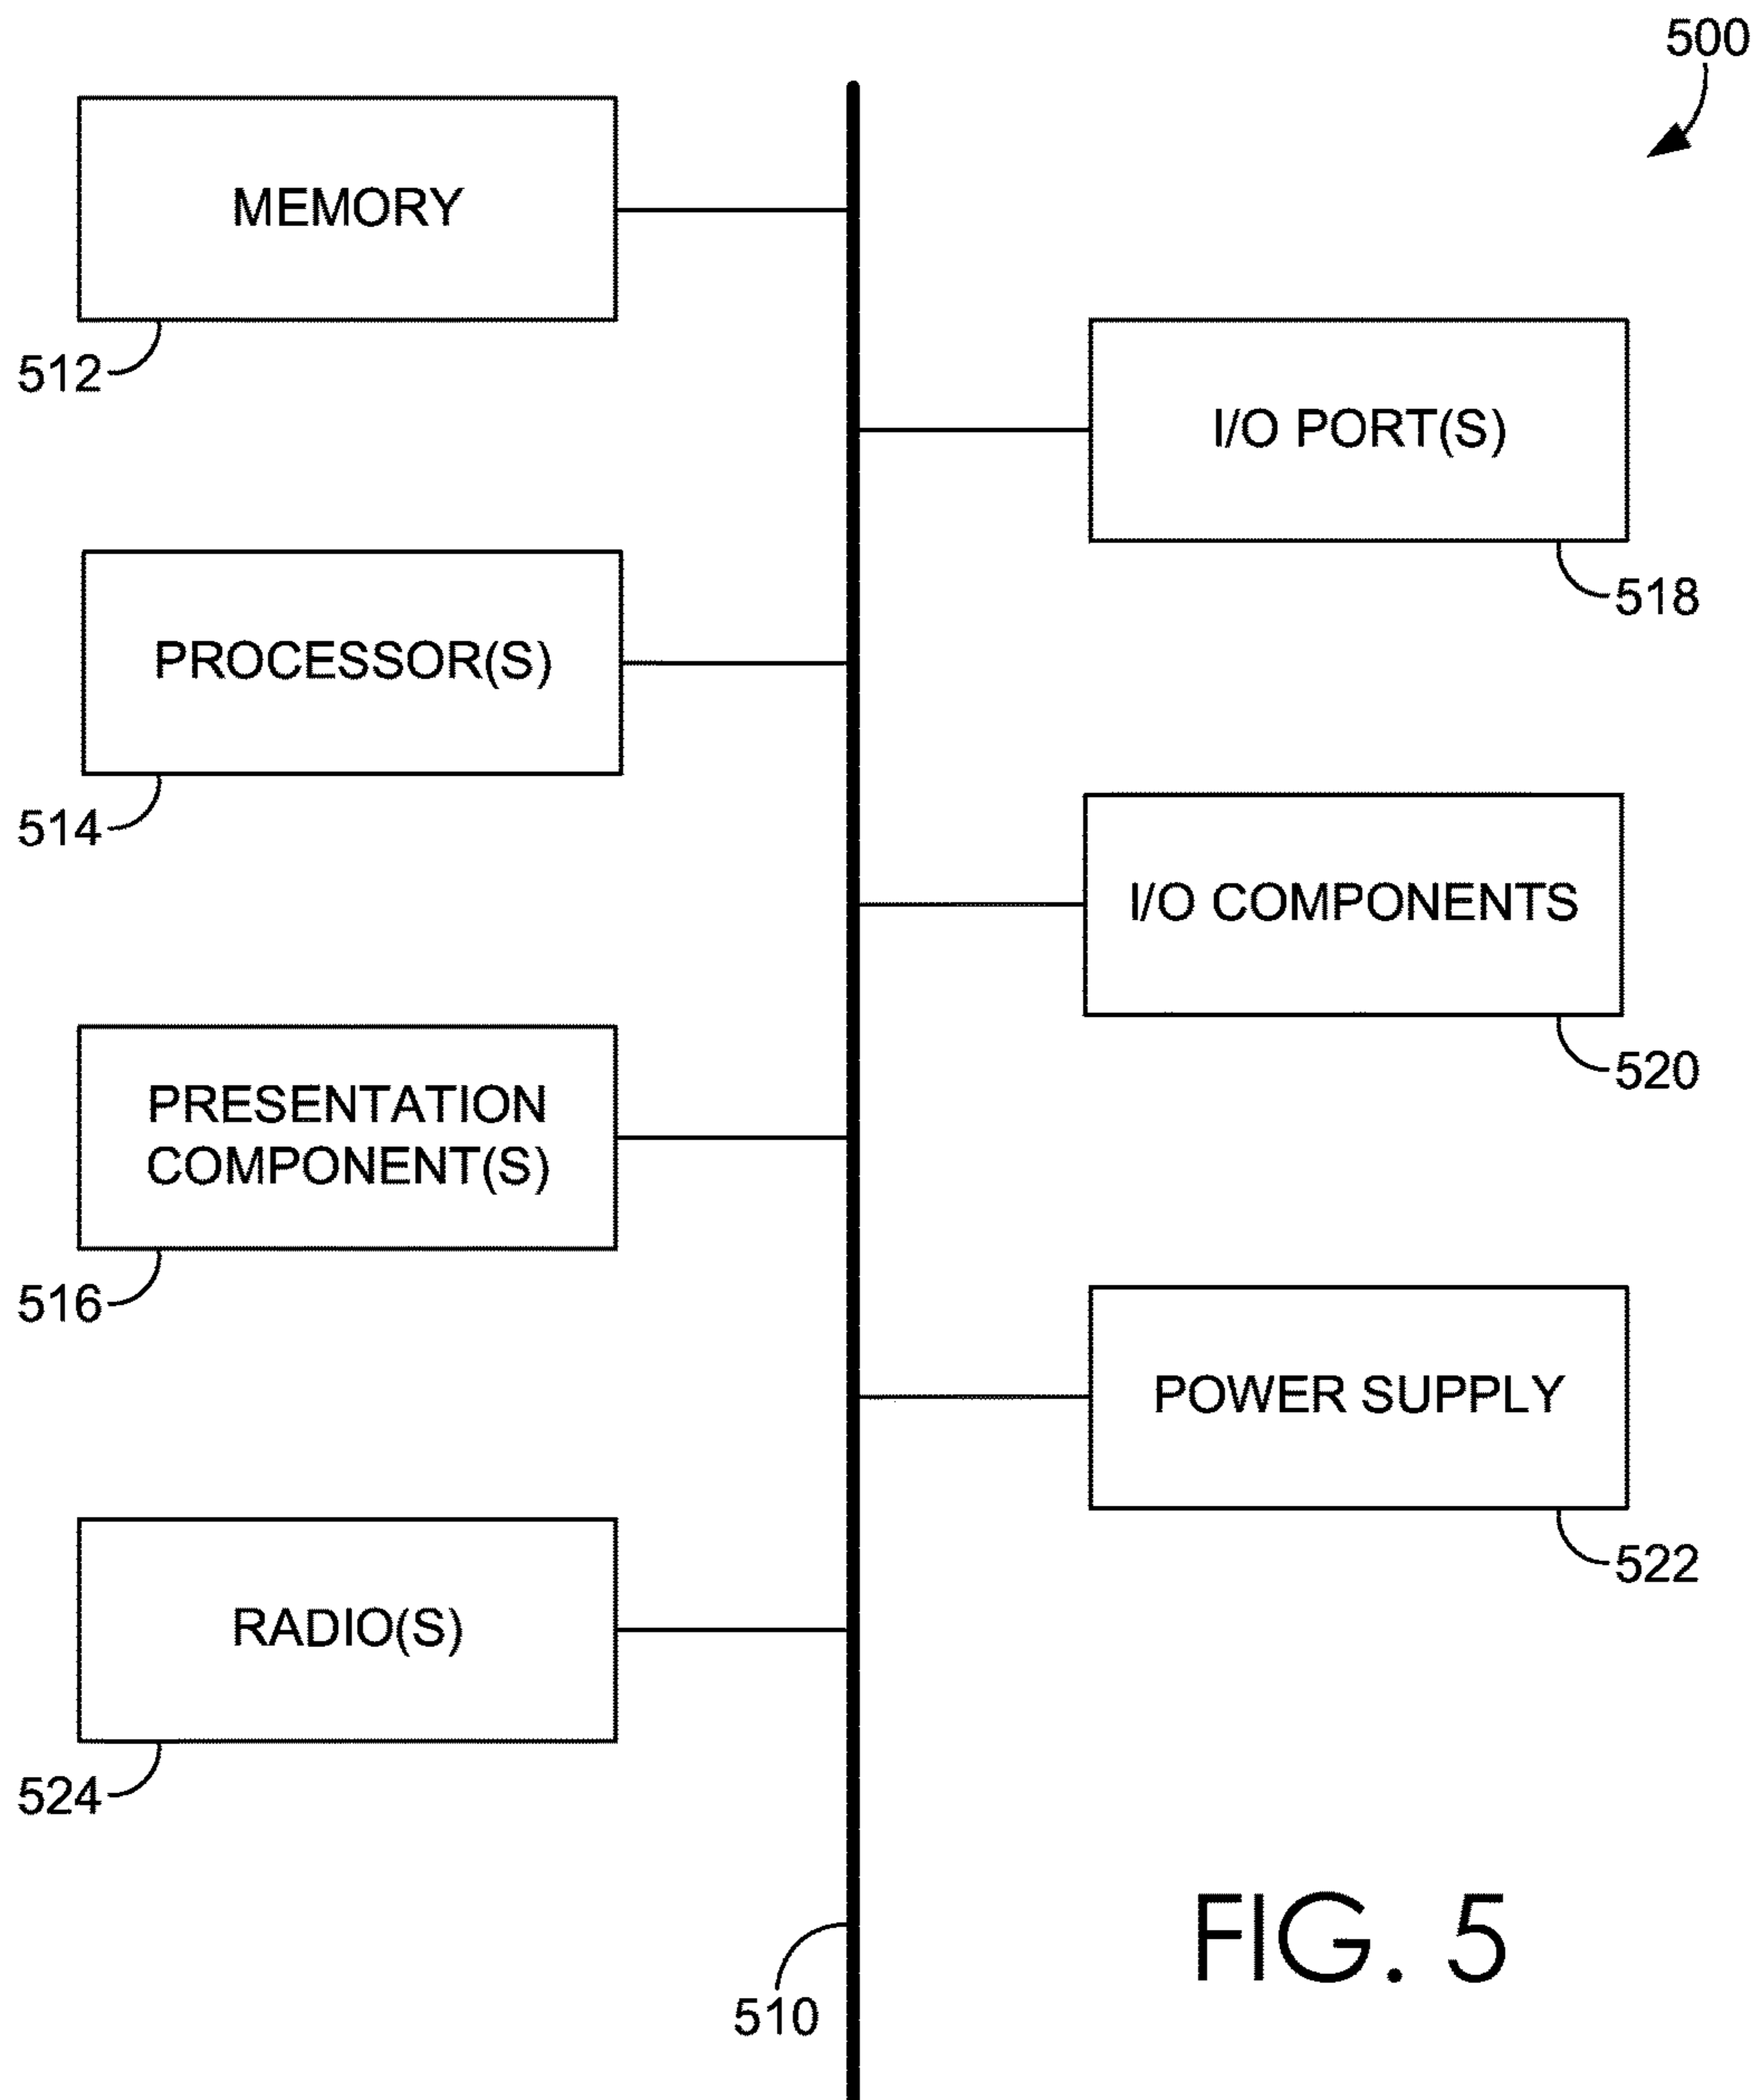 500
MEMORY
512
I/O PORT(S)
518
PROCESSOR(S)
514
I/O COMPONENTS
520
PRESENTATION
COMPONENT(S)
516
POWER SUPPLY
522
RADIO(S)
524
510
FIG. 5